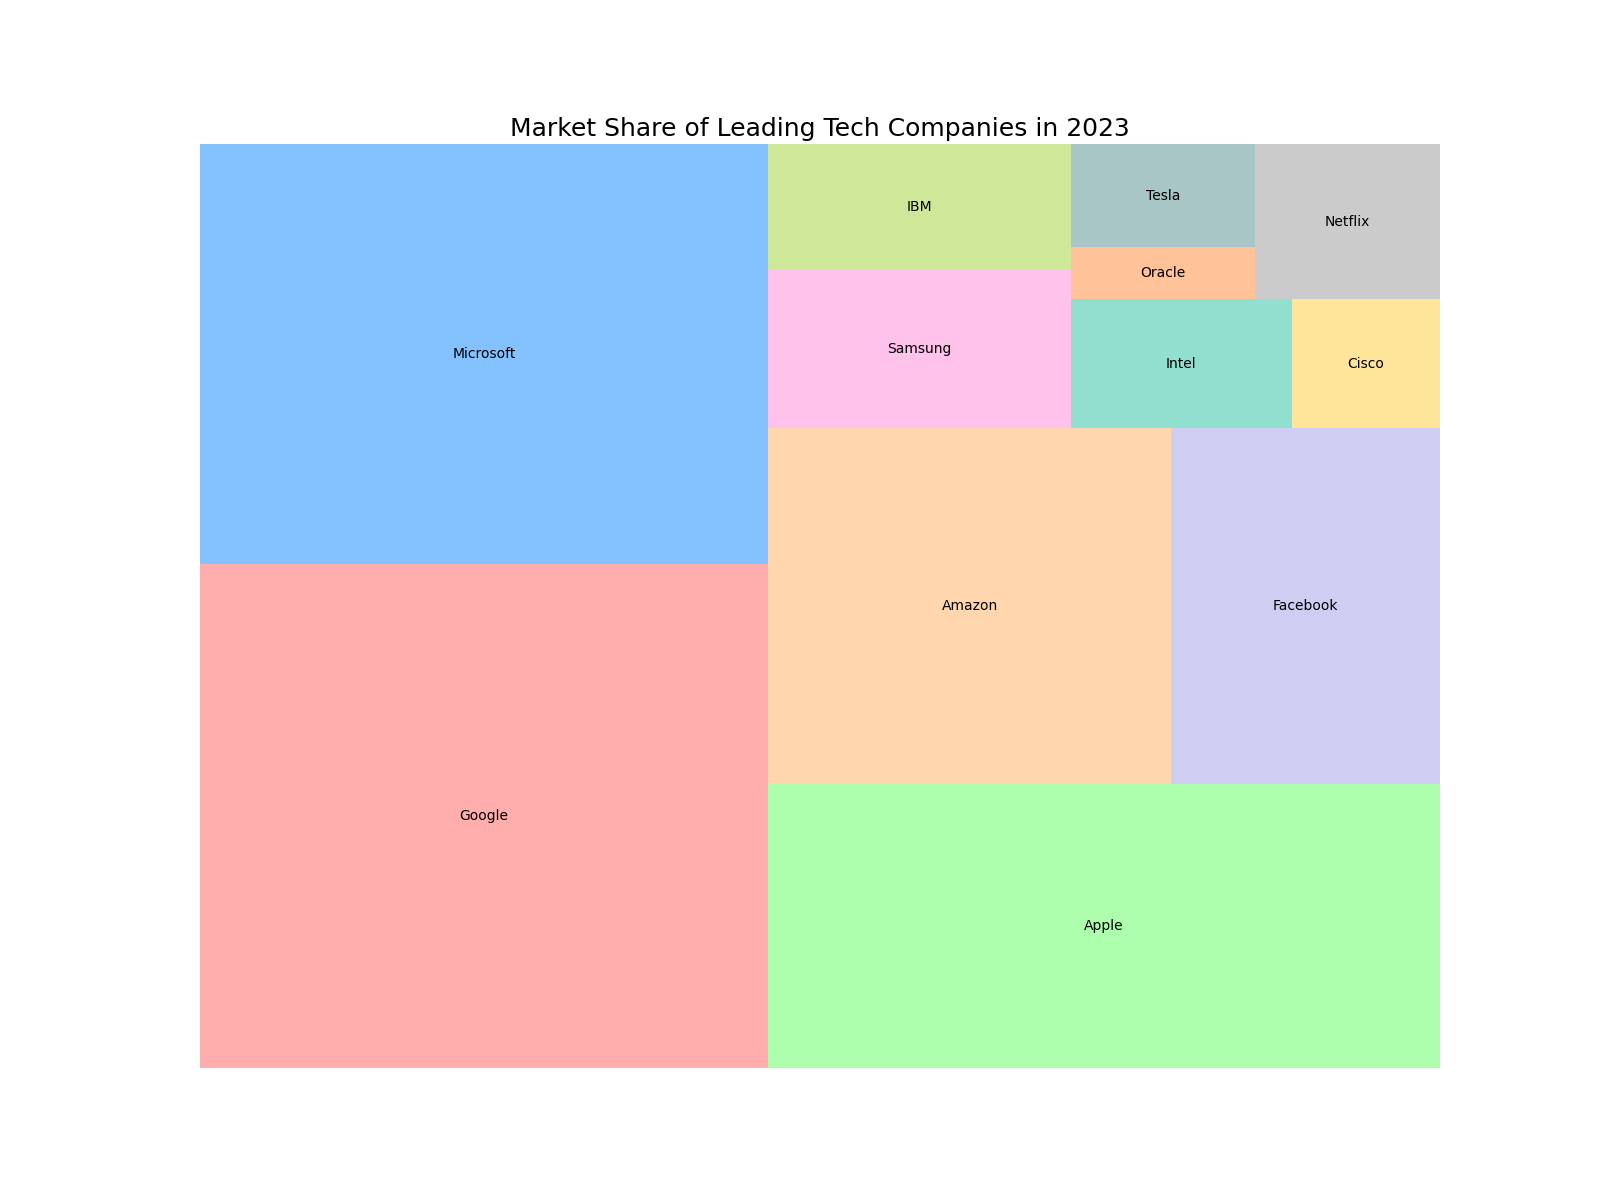 Market Share of Leading Tech Companies in 2023
Microsoft
IBM
Tesla
Netflix
Oracle
Samsung
Intel
Cisco
Amazon
Facebook
Google
Apple